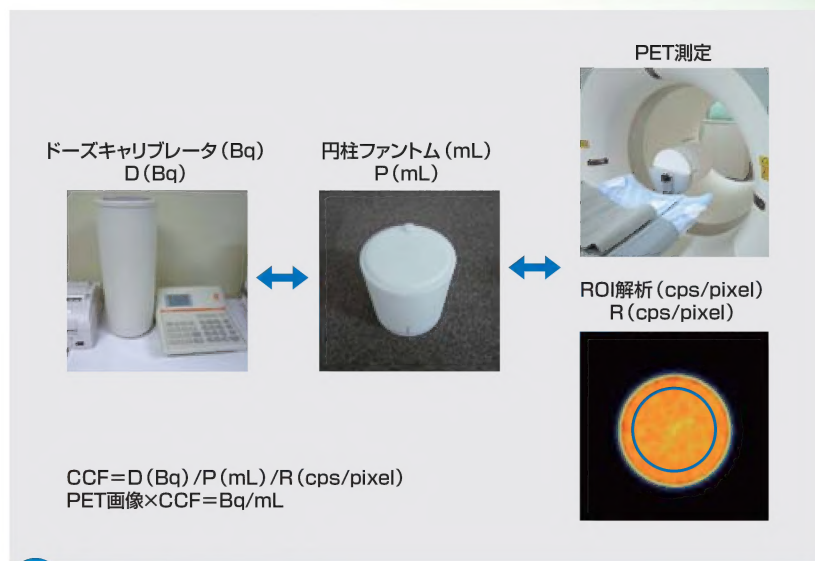 PET測定
ドーズキャリブレータ(Bq)
D(Bq)
円柱ファントム(mL)
P(mL)
ROI解析(cps/pixel)
R(cps/pixel)
CCF=D(Bq)/P(mL)/R(cps/pixel)
PET画像×CCF=Bq/mL